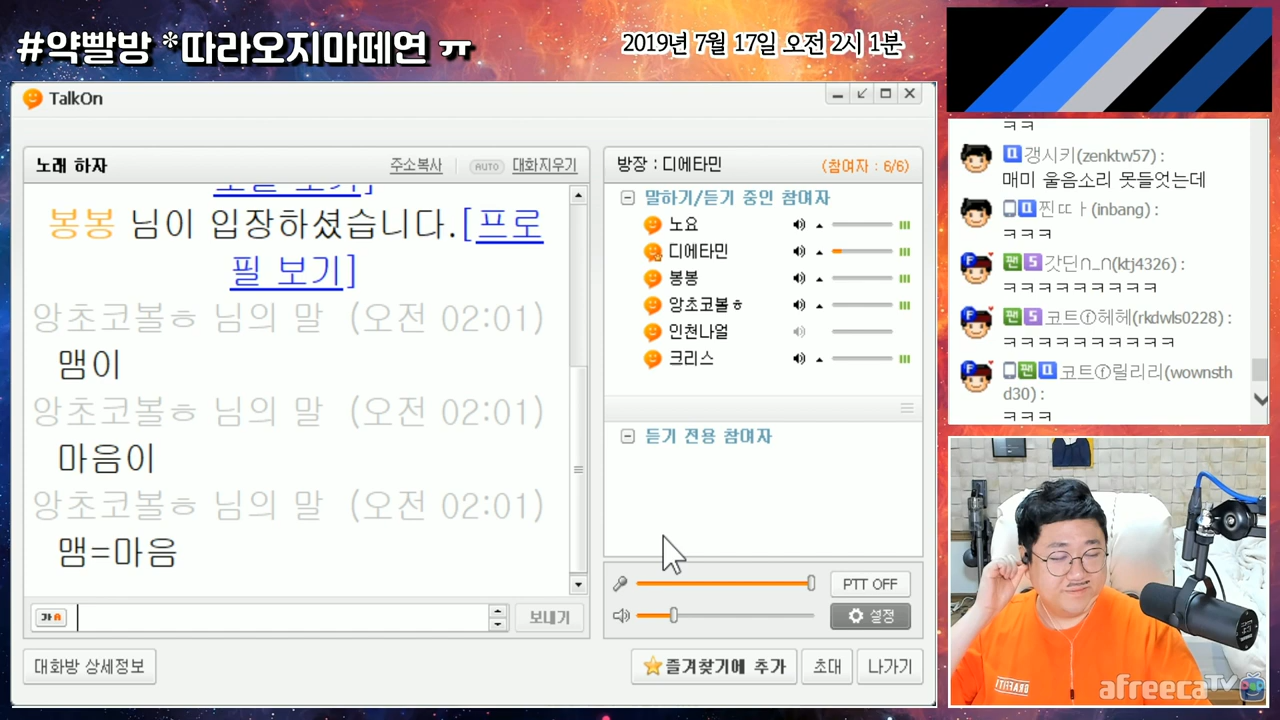 #약빨방 *따라오지마떼연 ㅠ
2019년 7월 17일 오전 2시 1분
TalkOn
노래 하자
주소복사
AUTO
대화지우기
모필 보기]
봉봉 님이 입장하셨습니다.[프로
필 보기]
앙초코볼ㅎ 님의 말 (오전 02:01)
맴이
앙초코볼ㅎ 님의 말 (오전 02:01)
마음이
앙초코볼ㅎ 님의 말 (오전 02:01)
맴=마음
가
보내기
대화방 상세정보
방장 : 디에타민
(참여자 : 6/6)
말하기/듣기 중인 참여자
노요
디에타민
봉봉
앙초코볼ㅎ
인천나얼
크리스
듣기 전용 참여자
PTT OFF
설정
즐겨찾기에 추가
초대
나가기
ㅋㅋ
갱시키(zenktw57) :
매미 울음소리 못들엇는데
찐ㄸㅏ(inbang) :
ㅋㅋㅋ
팬 S 갓딘∩_∩(ktj4326) :
ㅋㅋㅋㅋㅋㅋㅋㅋㅋ
팬 S 코트ⓕ헤헤(rkdwls0228) :
ㅋㅋㅋㅋㅋㅋㅋㅋㅋㅋ
팬 코트ⓕ릴리리(wownsth
d30) :
ㅋㅋㅋ
afreecaTV